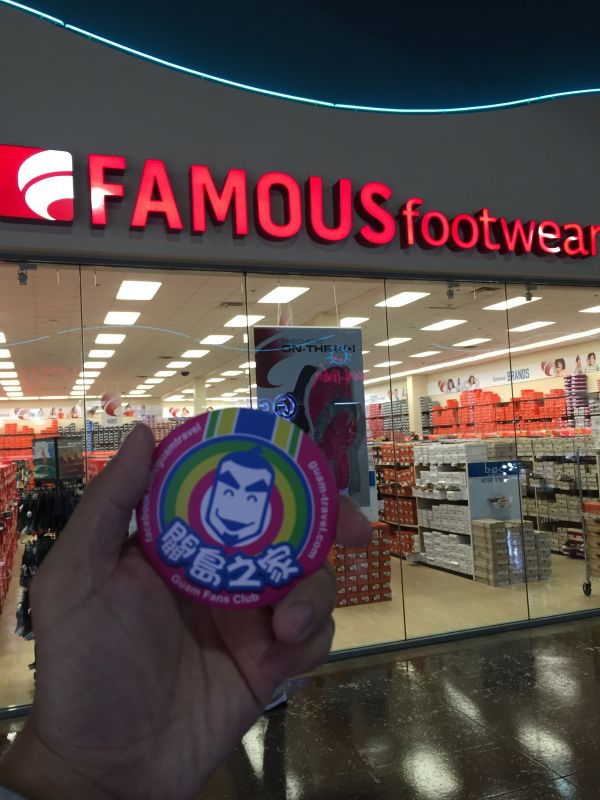 FAMOUS footwear
SKECHERS
ON-THE-GO
BRANDS
facebook.com/guamtravel
guam-travel.com
關島之家
Guam Fans Club